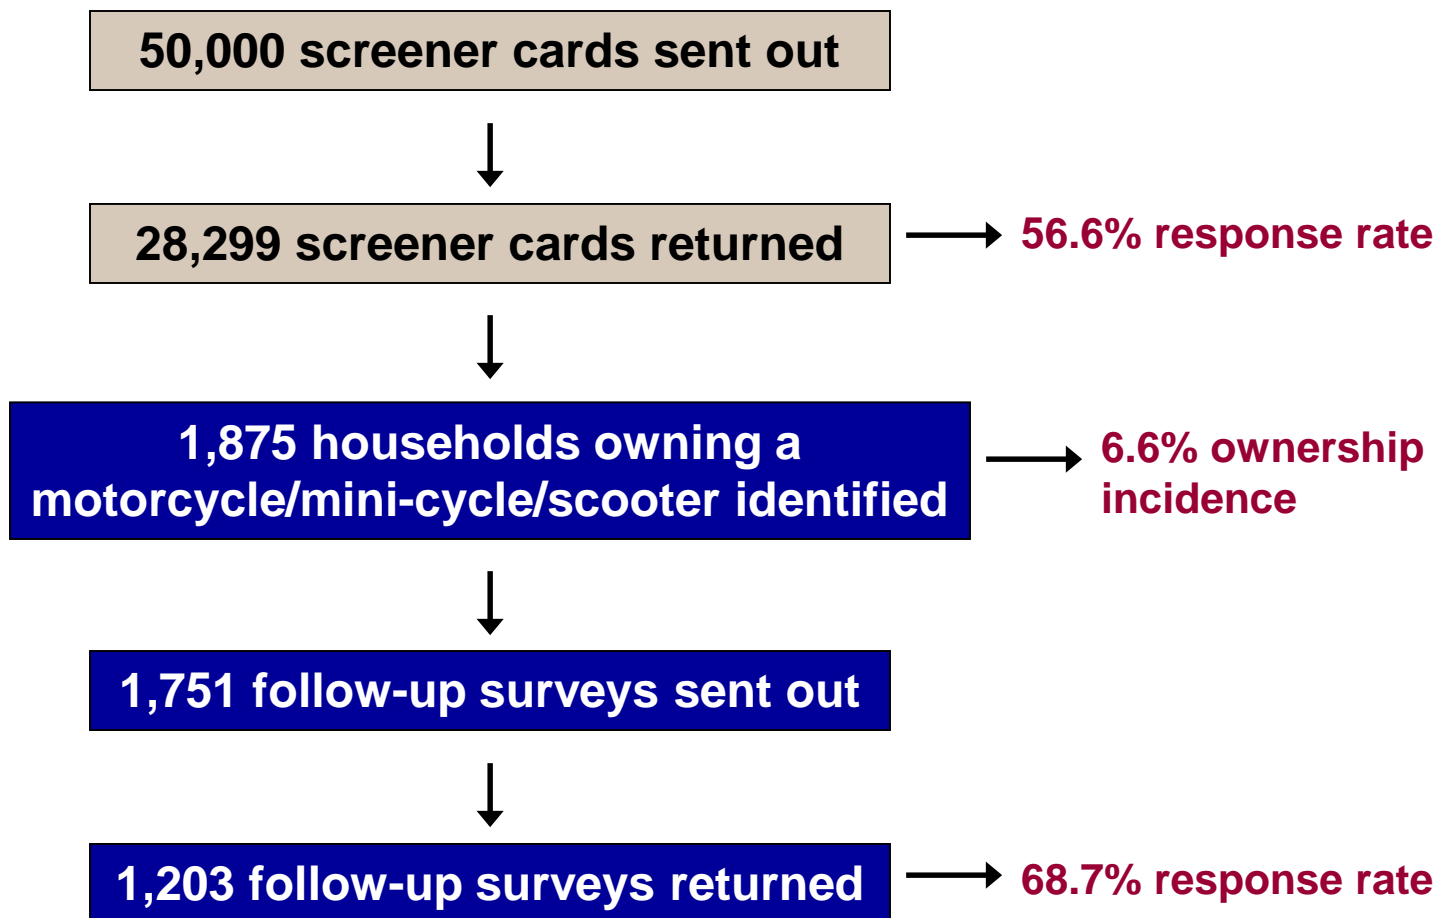 50,000 screener cards sent out
28,299 screener cards returned
56.6% response rate
1,875 households owning a
motorcycle/mini-cycle/scooter identified
6.6% ownership
incidence
1,751 follow-up surveys sent out
1,203 follow-up surveys returned
68.7% response rate